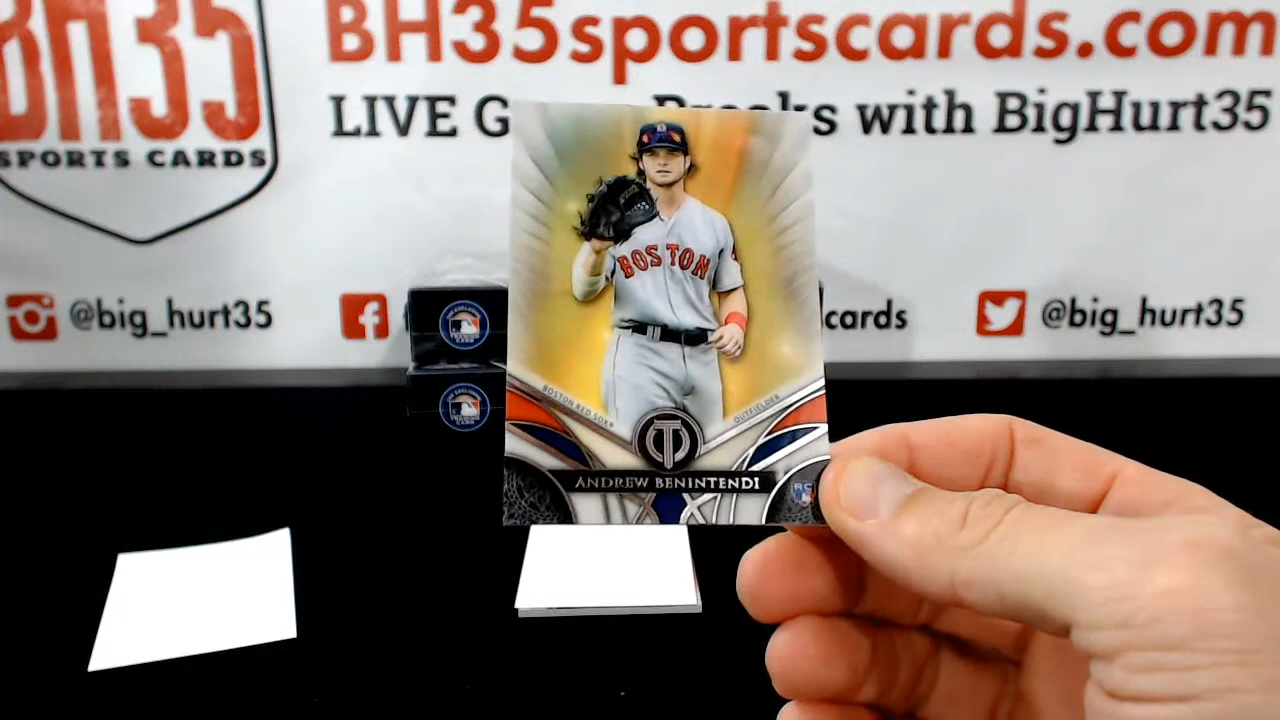 BH35
SPORTS CARDS
BH35sportscards.com
LIVE G Breaks with BigHurt35
@big_hurt35
cards
@big_hurt35
BOSTON
BOSTON RED SOX®
OUTFIELDER
T
ANDREW BENINTENDI
RC